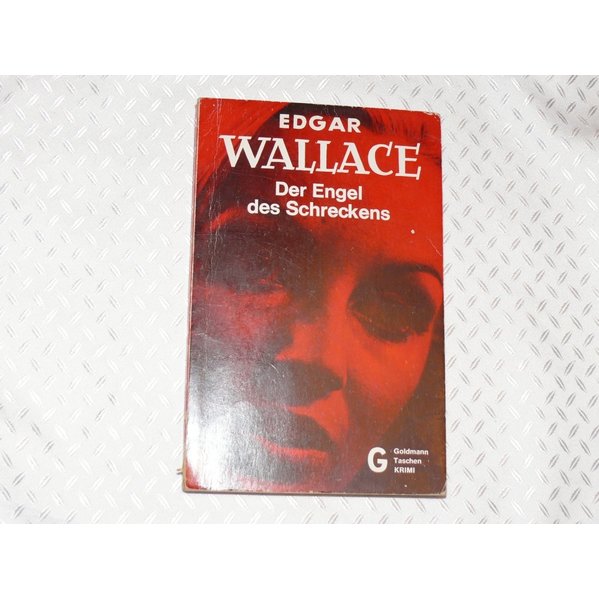 EDGAR
WALLACE
Der Engel
des Schreckens
G
Goldmann
Taschen
KRIMI